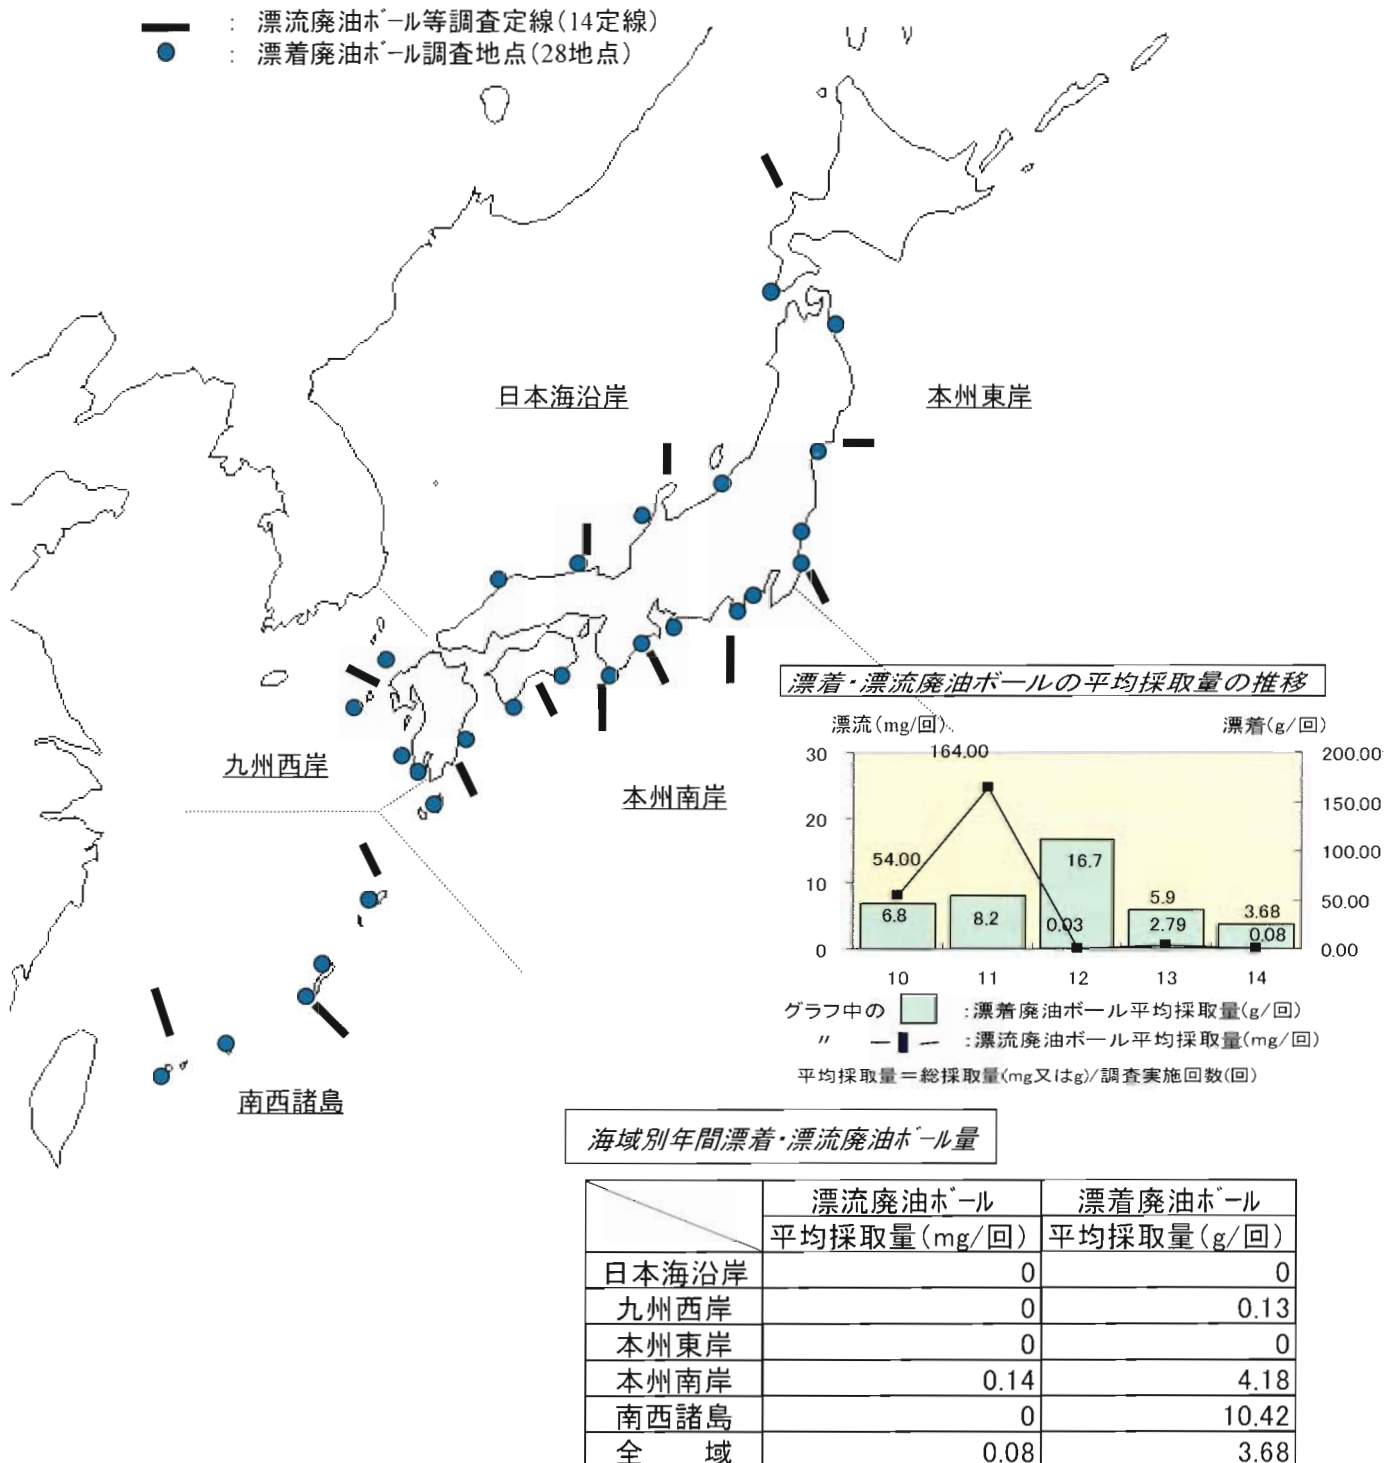 : 漂流廃油ボール等調査定線(14定線)
: 漂着廃油ボール調査地点(28地点)
日本海沿岸
本州東岸
九州西岸
本州南岸
南西諸島
漂着・漂流廃油ボールの平均採取量の推移
漂流(mg/回)
漂着(g/回)
30
20
10
0
200.00
150.00
100.00
50.00
0.00
54.00
164.00
0.03
2.79
0.08
6.8
8.2
16.7
5.9
3.68
10 11 12 13 14
グラフ中の :漂着廃油ボール平均採取量(g/回)
〃 :漂流廃油ボール平均採取量(mg/回)
平均採取量=総採取量(mg又はg)/調査実施回数(回)
海域別年間漂着・漂流廃油ボール量
漂流廃油ボール 漂着廃油ボール
平均採取量(mg/回) 平均採取量(g/回)
日本海沿岸 0 0
九州西岸 0 0.13
本州東岸 0 0
本州南岸 0.14 4.18
南西諸島 0 10.42
全 域 0.08 3.68